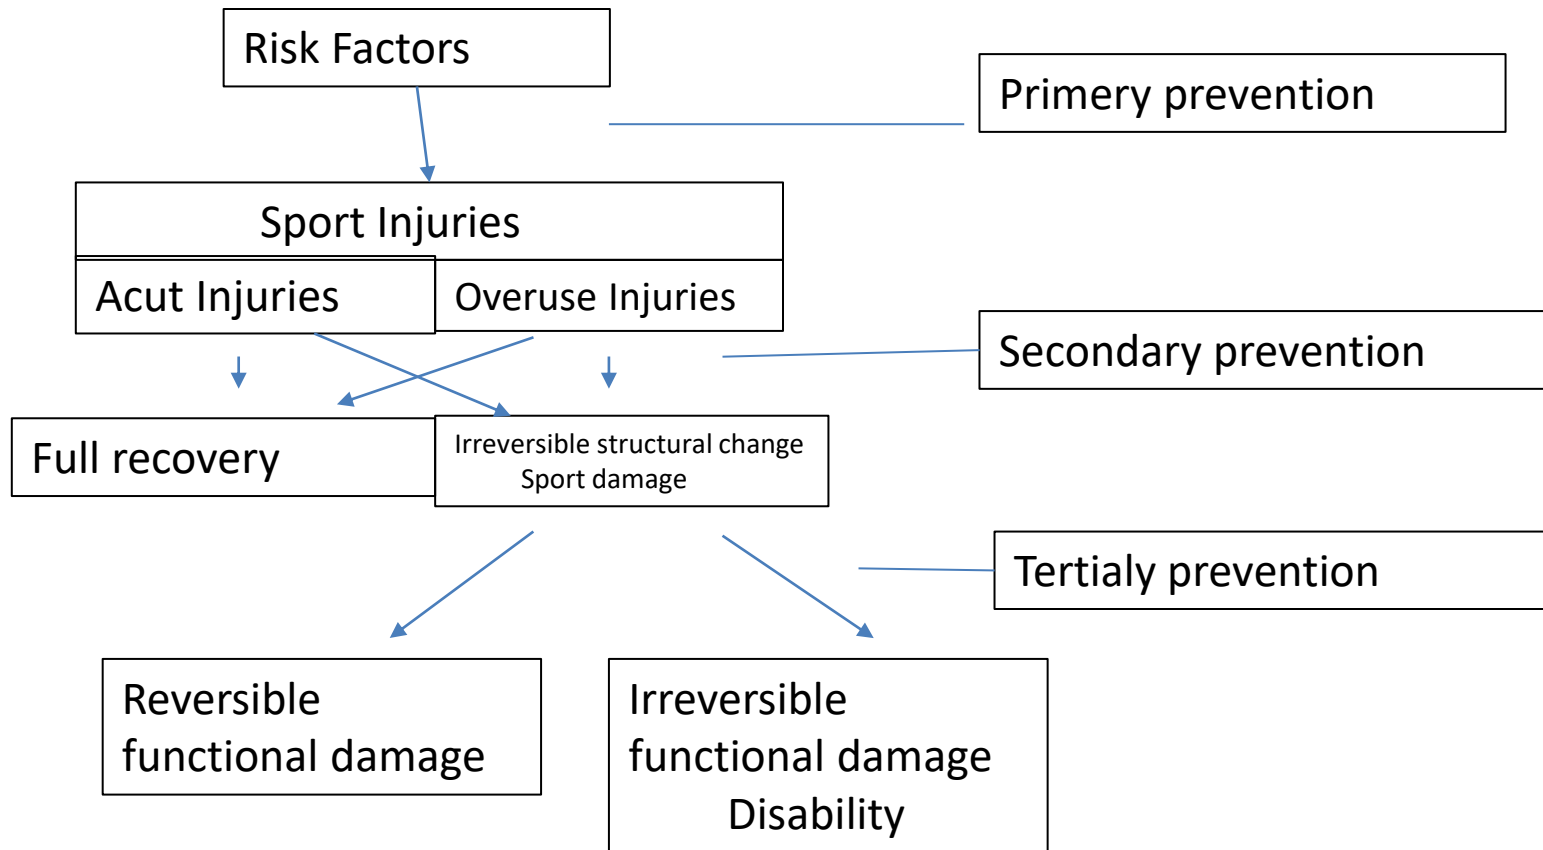 Risk Factors
Primery prevention
Sport Injuries
Acut Injuries
Overuse Injuries
Secondary prevention
Full recovery
Irreversible structural change
Sport damage
Tertialy prevention
Reversible
functional damage
Irreversible
functional damage
Disability